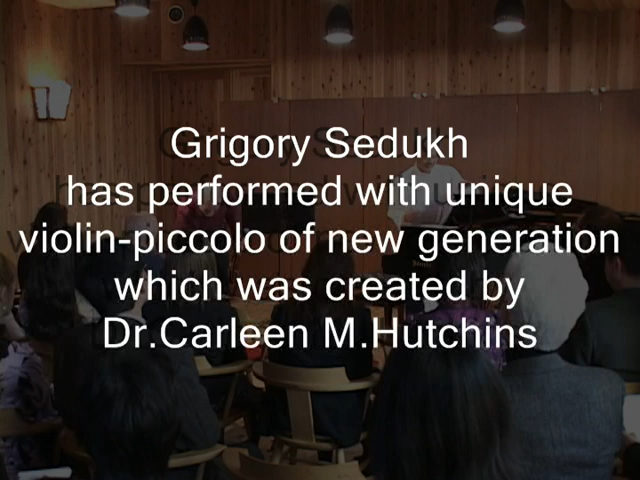 Grigory Sedukh
has performed with unique
violin-piccolo of new generation
which was created by
Dr.Carleen M.Hutchins